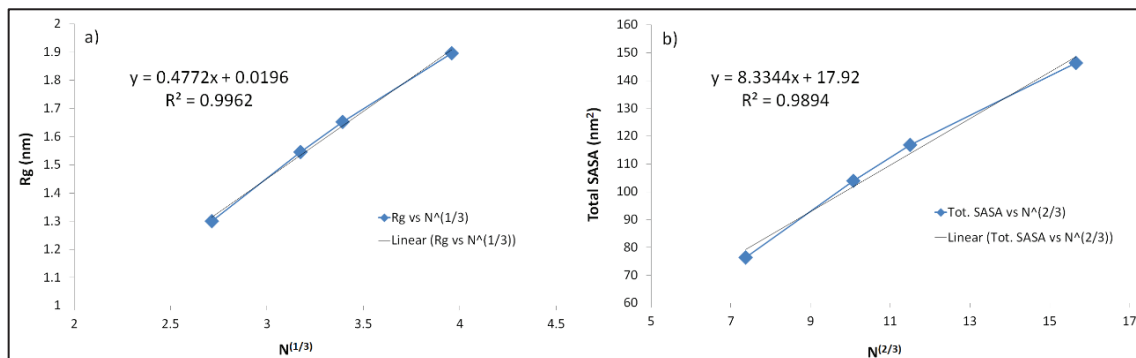 a)
y = 0.4772x + 0.0196
R² = 0.9962
Rg (nm)
2
1.9
1.8
1.7
1.6
1.5
1.4
1.3
1.2
1.1
1
2
2.5
3
3.5
4
4.5
N^(1/3)
Rg vs N^(1/3)
Linear (Rg vs N^(1/3))
b)
y = 8.3344x + 17.92
R² = 0.9894
Total SASA (nm²)
160
150
140
130
120
110
100
90
80
70
60
5
7
9
11
13
15
17
N^(2/3)
Tot. SASA vs N^(2/3)
Linear (Tot. SASA vs N^(2/3))